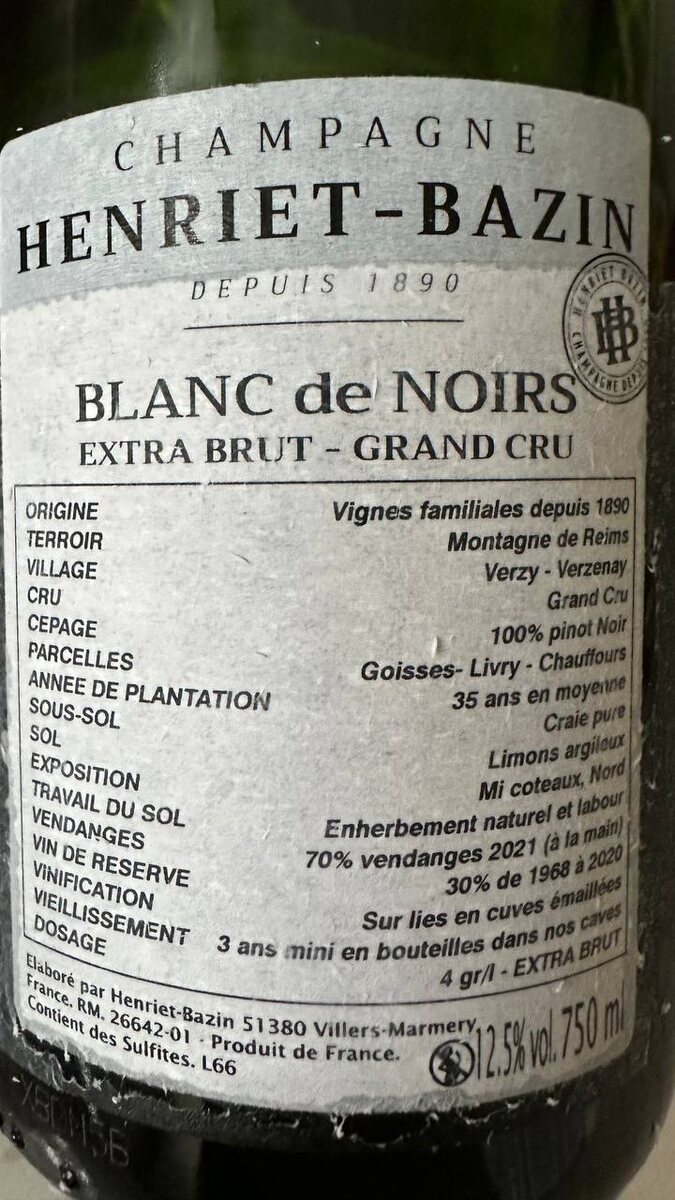 CHAMPAGNE
HENRIET-BAZIN
DEPUIS 1890
HENRIET BAZIN
HB
CHAMPAGNE DEPUIS
BLANC de NOIRS
EXTRA BRUT - GRAND CRU
ORIGINE Vignes familiales depuis 1890
TERROIR Montagne de Reims
VILLAGE Verzy - Verzenay
CRU Grand Cru
CEPAGE 100% pinot Noir
PARCELLES Goisses- Livry - Chauffours
ANNEE DE PLANTATION 35 ans en moyenne
SOUS-SOL Craie pure
SOL Limons argileux
EXPOSITION Mi coteaux, Nord
TRAVAIL DU SOL Enherbement naturel et labour
VENDANGES 70% vendanges 2021 (à la main)
VIN DE RESERVE 30% de 1968 à 2020
VINIFICATION Sur lies en cuves émaillées
VIEILLISSEMENT 3 ans mini en bouteilles dans nos caves
DOSAGE 4 gr/l - EXTRA BRUT
Elaboré par Henriet-Bazin 51380 Villers-Marmery,
France. RM. 26642-01 - Produit de France.
Contient des Sulfites. L66
12.5% vol. 750 ml